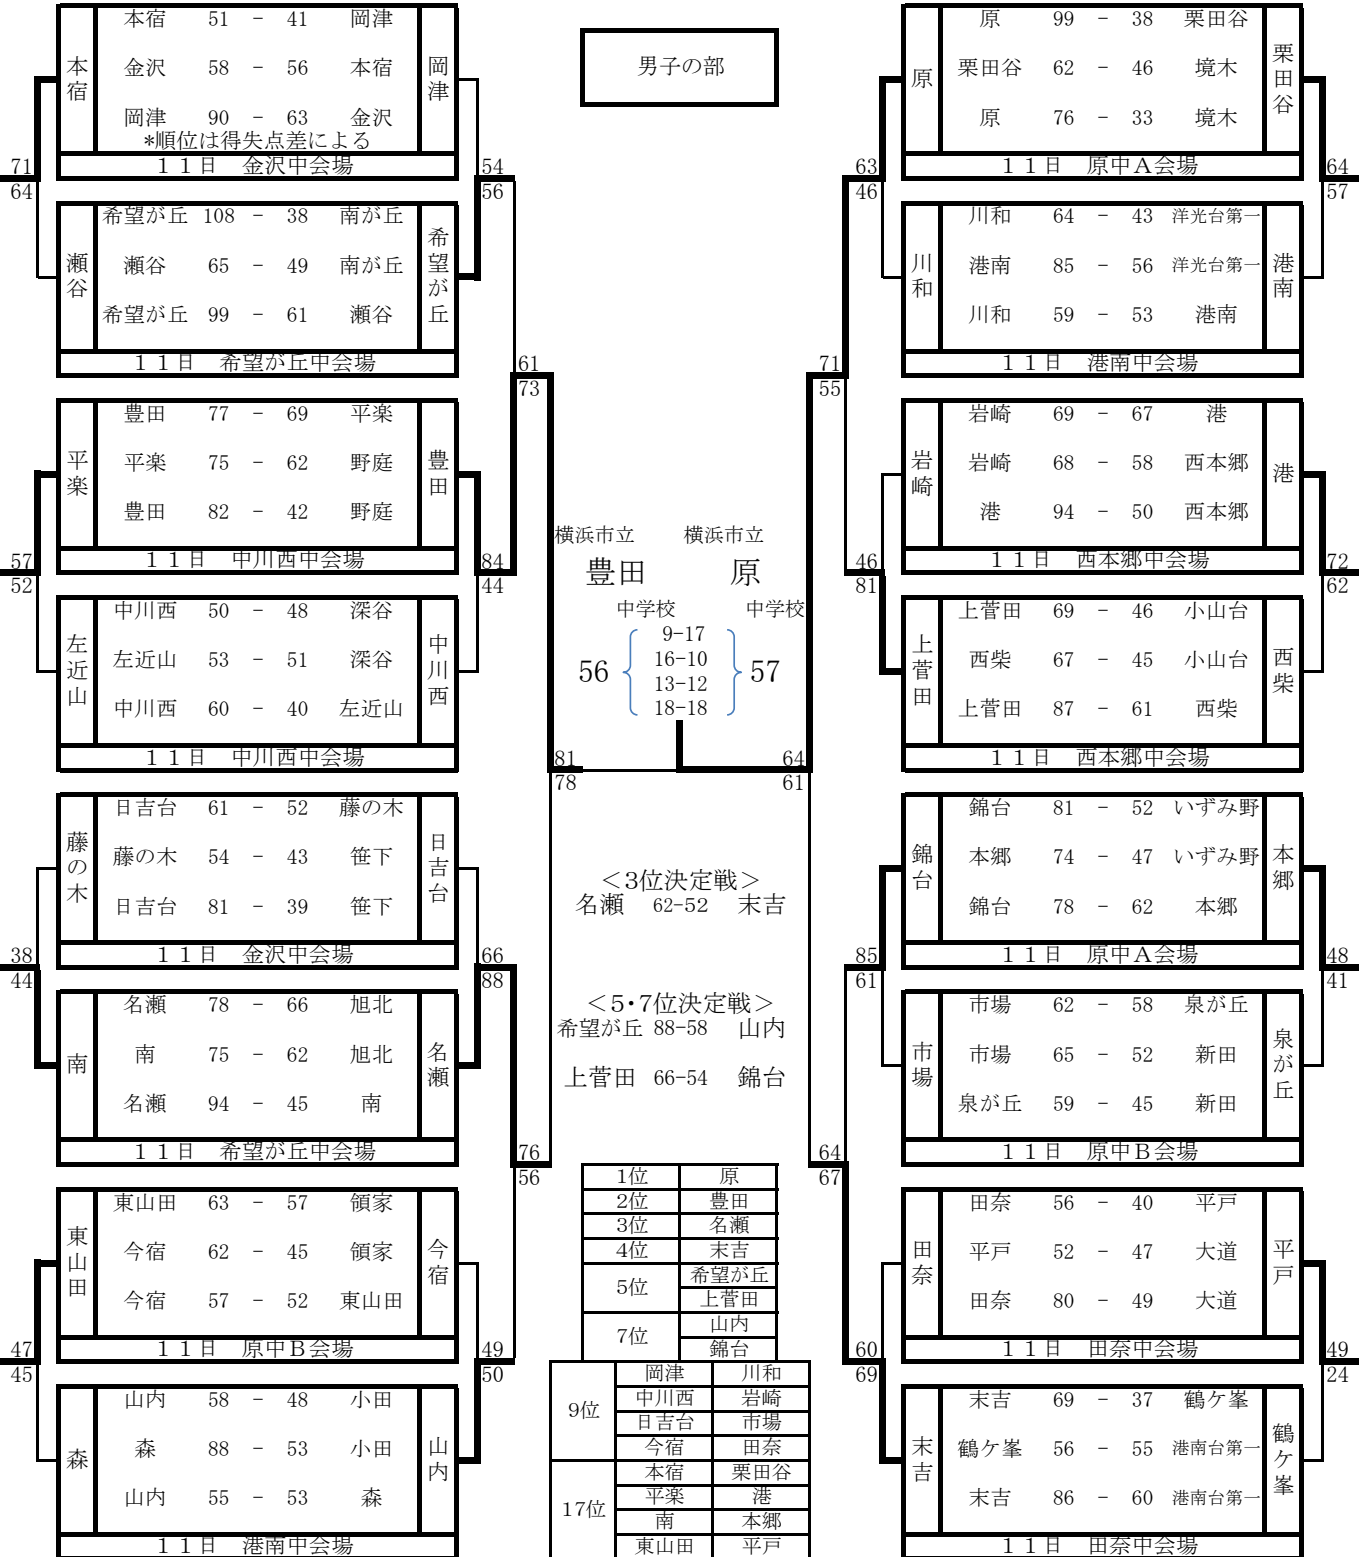 男子の部
本宿 51 - 41 岡津
金沢 58 - 56 本宿
岡津 90 - 63 金沢
*順位は得失点差による
11日 金沢中会場
本宿
岡津
71
64
54
56
希望が丘 108 - 38 南が丘
瀬谷 65 - 49 南が丘
希望が丘 99 - 61 瀬谷
11日 希望が丘中会場
瀬谷
希望が丘
61
73
豊田 77 - 69 平楽
平楽 75 - 62 野庭
豊田 82 - 42 野庭
11日 中川西中会場
平楽
豊田
57
52
84
44
中川西 50 - 48 深谷
左近山 53 - 51 深谷
中川西 60 - 40 左近山
11日 中川西中会場
左近山
中川西
81
78
日吉台 61 - 52 藤の木
藤の木 54 - 43 笹下
日吉台 81 - 39 笹下
11日 金沢中会場
藤の木
日吉台
38
44
66
88
名瀬 78 - 66 旭北
南 75 - 62 旭北
名瀬 94 - 45 南
11日 希望が丘中会場
南
名瀬
76
56
東山田 63 - 57 領家
今宿 62 - 45 領家
今宿 57 - 52 東山田
11日 原中B会場
東山田
今宿
47
45
49
50
山内 58 - 48 小田
森 88 - 53 小田
山内 55 - 53 森
11日 港南中会場
森
山内
横浜市立 横浜市立
豊田 原
中学校 中学校
9-17
16-10
56 57
13-12
18-18
<3位決定戦>
名瀬 62-52 末吉
<5・7位決定戦>
希望が丘 88-58 山内
上菅田 66-54 錦台
1位 原
2位 豊田
3位 名瀬
4位 末吉
5位 希望が丘
上菅田
7位 山内
錦台
9位 岡津 川和
中川西 岩崎
日吉台 市場
今宿 田奈
17位 本宿 栗田谷
平楽 港
南 本郷
東山田 平戸
原 99 - 38 栗田谷
栗田谷 62 - 46 境木
原 76 - 33 境木
11日 原中A会場
原
栗田谷
63
46
64
57
川和 64 - 43 洋光台第一
港南 85 - 56 洋光台第一
川和 59 - 53 港南
11日 港南中会場
川和
港南
71
55
岩崎 69 - 67 港
岩崎 68 - 58 西本郷
港 94 - 50 西本郷
11日 西本郷中会場
岩崎
港
46
81
72
62
上菅田 69 - 46 小山台
西柴 67 - 45 小山台
上菅田 87 - 61 西柴
11日 西本郷中会場
上菅田
西柴
64
61
錦台 81 - 52 いずみ野
本郷 74 - 47 いずみ野
錦台 78 - 62 本郷
11日 原中A会場
錦台
本郷
85
61
48
41
市場 62 - 58 泉が丘
市場 65 - 52 新田
泉が丘 59 - 45 新田
11日 原中B会場
市場
泉が丘
64
67
田奈 56 - 40 平戸
平戸 52 - 47 大道
田奈 80 - 49 大道
11日 田奈中会場
田奈
平戸
60
69
49
24
末吉 69 - 37 鶴ケ峯
鶴ケ峯 56 - 55 港南台第一
末吉 86 - 60 港南台第一
11日 田奈中会場
末吉
鶴ケ峯